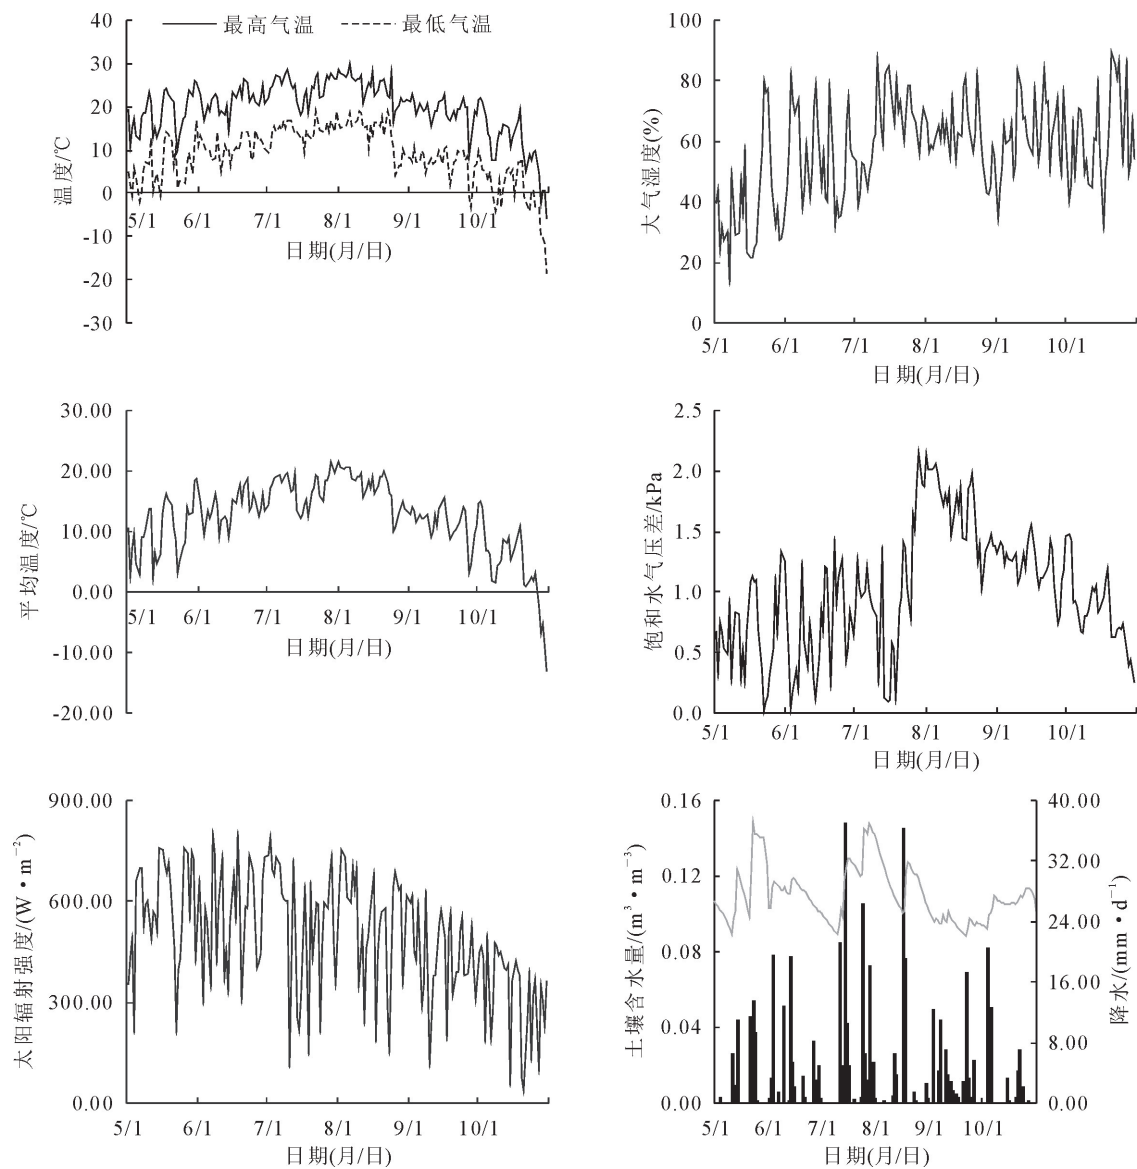 最高气温 最低气温
40
30
20
10
0
-10
-20
-30
温度/℃
5/1 6/1 7/1 8/1 9/1 10/1
日期(月/日)
100
80
60
40
20
0
大气湿度(%)
5/1 6/1 7/1 8/1 9/1 10/1
日期(月/日)
30.00
20.00
10.00
0.00
-10.00
-20.00
平均温度/℃
5/1 6/1 7/1 8/1 9/1 10/1
日期(月/日)
2.5
2.0
1.5
1.0
0.5
0.0
饱和水气压差/kPa
5/1 6/1 7/1 8/1 9/1 10/1
日期(月/日)
900.00
600.00
300.00
0.00
太阳辐射强度/(W·m⁻²)
5/1 6/1 7/1 8/1 9/1 10/1
日期(月/日)
0.16
0.12
0.08
0.04
0.00
土壤含水量/(m³·m⁻³)
40.00
32.00
24.00
16.00
8.00
0.00
降水/(mm·d⁻¹)
5/1 6/1 7/1 8/1 9/1 10/1
日期(月/日)